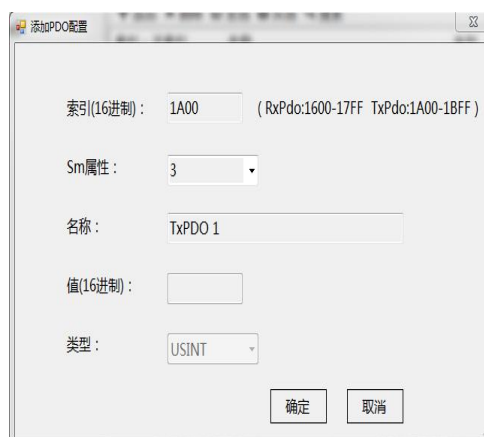 添加PDO配置
索引(16进制)： 1A00 ( RxPdo:1600-17FF TxPdo:1A00-1BFF )
Sm属性： 3
名称： TxPDO 1
值(16进制)：
类型： USINT
确定 取消